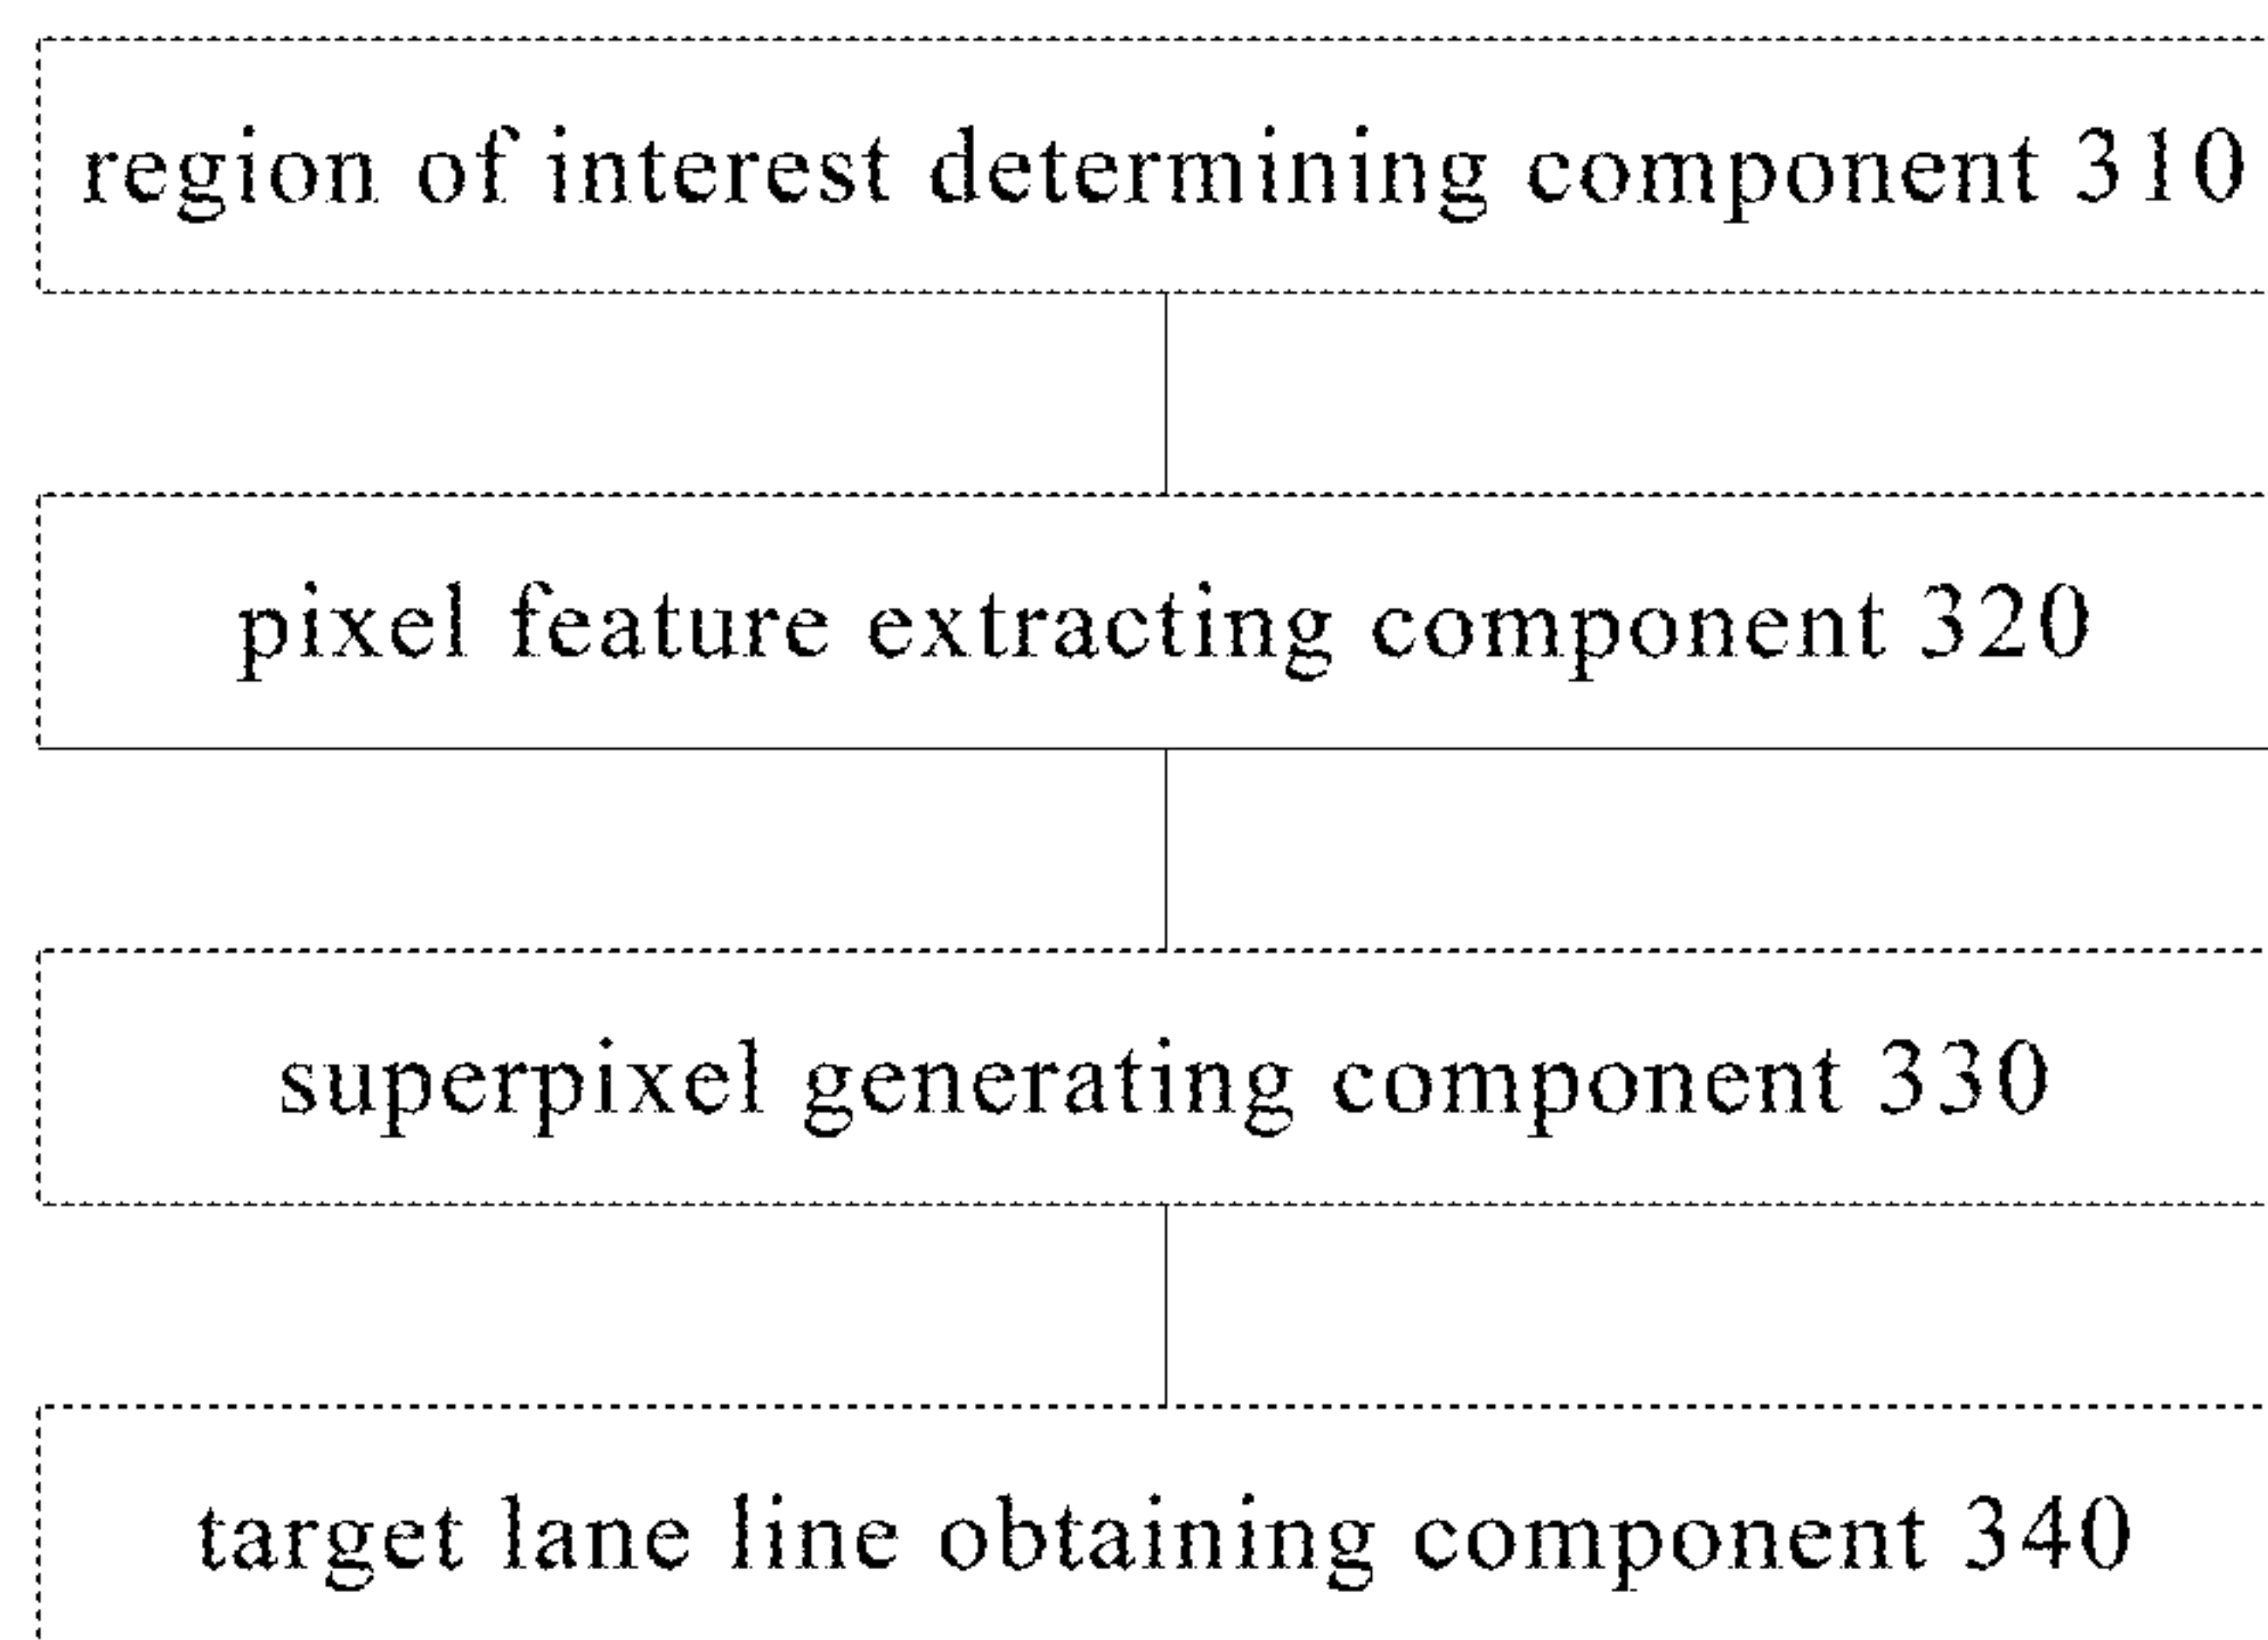 region of interest determining component 310
pixel feature extracting component 320
superpixel generating component 330
target lane line obtaining component 340